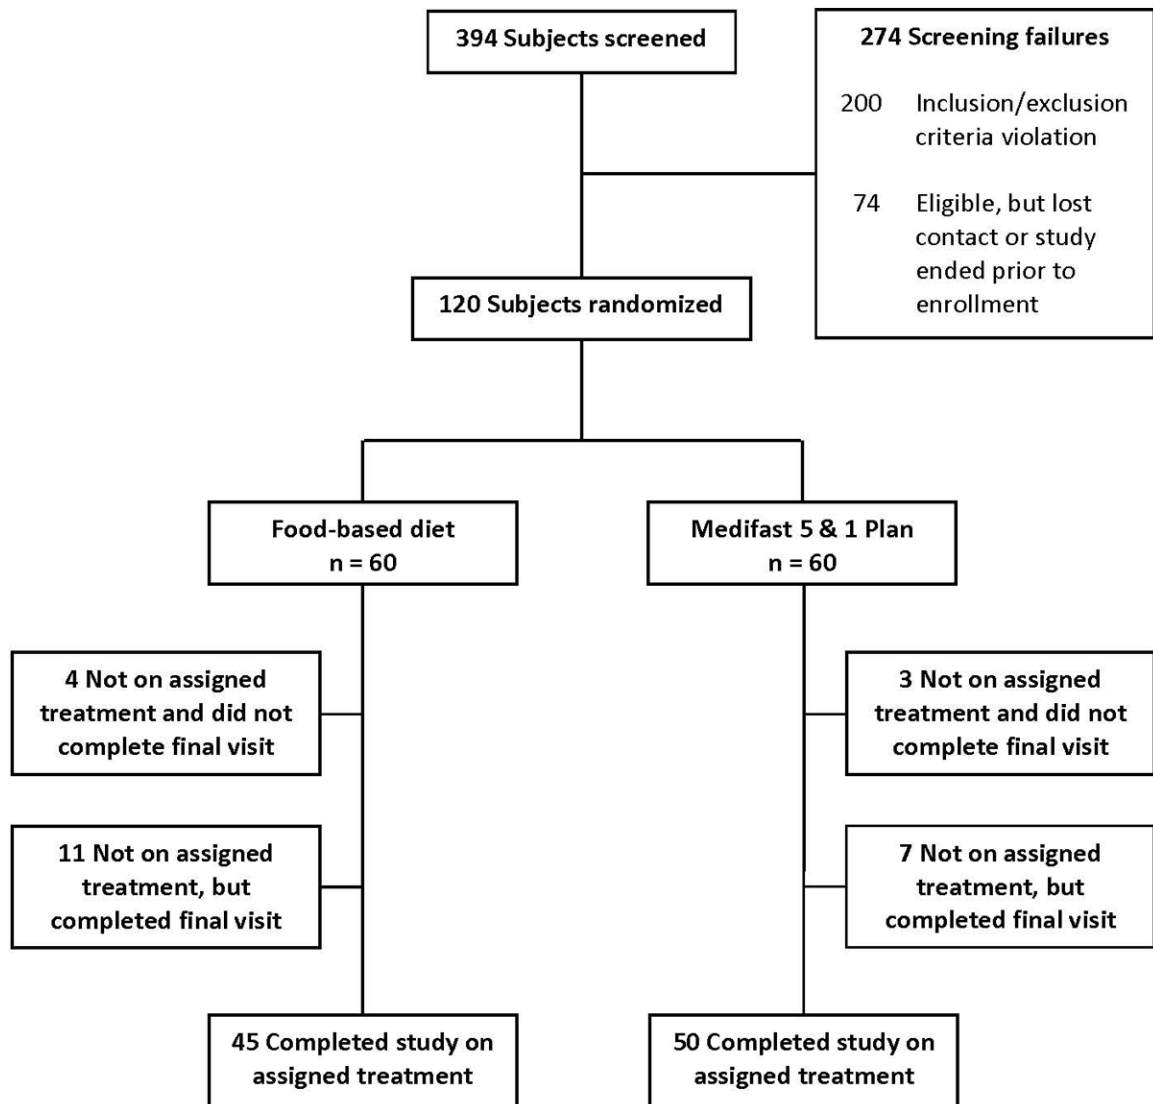 394 Subjects screened
274 Screening failures
200 Inclusion/exclusion
criteria violation
74 Eligible, but lost
contact or study
ended prior to
enrollment
120 Subjects randomized
Food-based diet
n = 60
Medifast 5 & 1 Plan
n = 60
4 Not on assigned
treatment and did not
complete final visit
3 Not on assigned
treatment and did not
complete final visit
11 Not on assigned
treatment, but
completed final visit
7 Not on assigned
treatment, but
completed final visit
45 Completed study on
assigned treatment
50 Completed study on
assigned treatment